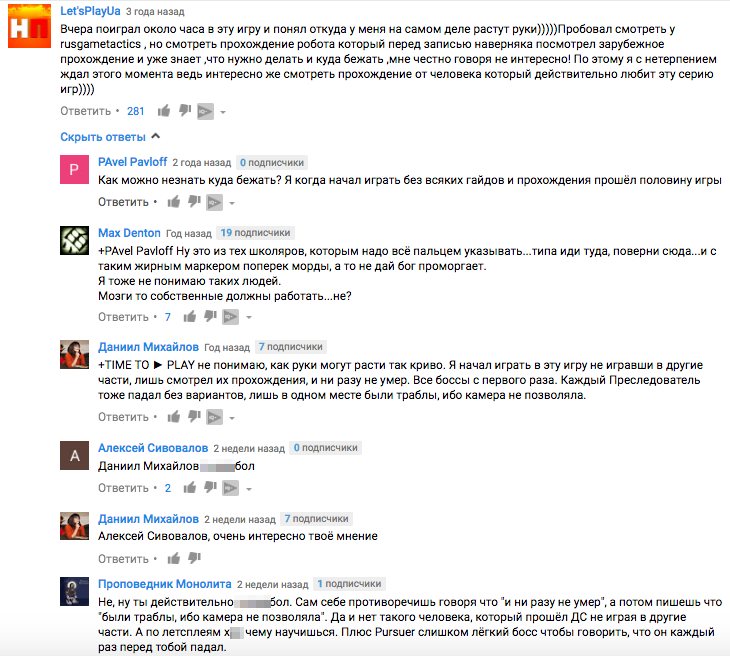 НП
Let'sPlayUa 3 года назад
Вчера поиграл около часа в эту игру и понял откуда у меня на самом деле растут руки)))))Пробовал смотреть у
rusgametactics , но смотреть прохождение робота который перед записью наверняка посмотрел зарубежное
прохождение и уже знает ,что нужно делать и куда бежать ,мне честно говоря не интересно! По этому я с нетерпением
ждал этого момента ведь интересно же смотреть прохождение от человека который действительно любит эту серию
игр))))
Ответить • 281
Скрыть ответы
P
PAvel Pavloff 2 года назад 0 подписчики
Как можно незнать куда бежать? Я когда начал играть без всяких гайдов и прохождения прошёл половину игры
Ответить •
Max Denton Год назад 19 подписчики
+PAvel Pavloff Ну это из тех школяров, которым надо всё пальцем указывать...типа иди туда, поверни сюда...и с
таким жирным маркером поперек морды, а то не дай бог проморгает.
Я тоже не понимаю таких людей.
Мозги то собственные должны работать...не?
Ответить • 7
Даниил Михайлов Год назад 7 подписчики
+TIME TO ► PLAY не понимаю, как руки могут расти так криво. Я начал играть в эту игру не игравши в другие
части, лишь смотрел их прохождения, и ни разу не умер. Все боссы с первого раза. Каждый Преследователь
тоже падал без вариантов, лишь в одном месте были траблы, ибо камера не позволяла.
Ответить •
А
Алексей Сивовалов 2 недели назад 0 подписчики
Даниил Михайлов бол
Ответить • 2
Даниил Михайлов 2 недели назад 7 подписчики
Алексей Сивовалов, очень интересно твоё мнение
Ответить •
Проповедник Монолита 2 недели назад 1 подписчики
Не, ну ты действительно бол. Сам себе противоречишь говоря что "и ни разу не умер", а потом пишешь что
"были траблы, ибо камера не позволяла". Да и нет такого человека, который прошёл ДС не играя в другие
части. А по летсплеям х чему научишься. Плюс Pursuer слишком лёгкий босс чтобы говорить, что он каждый
раз перед тобой падал.